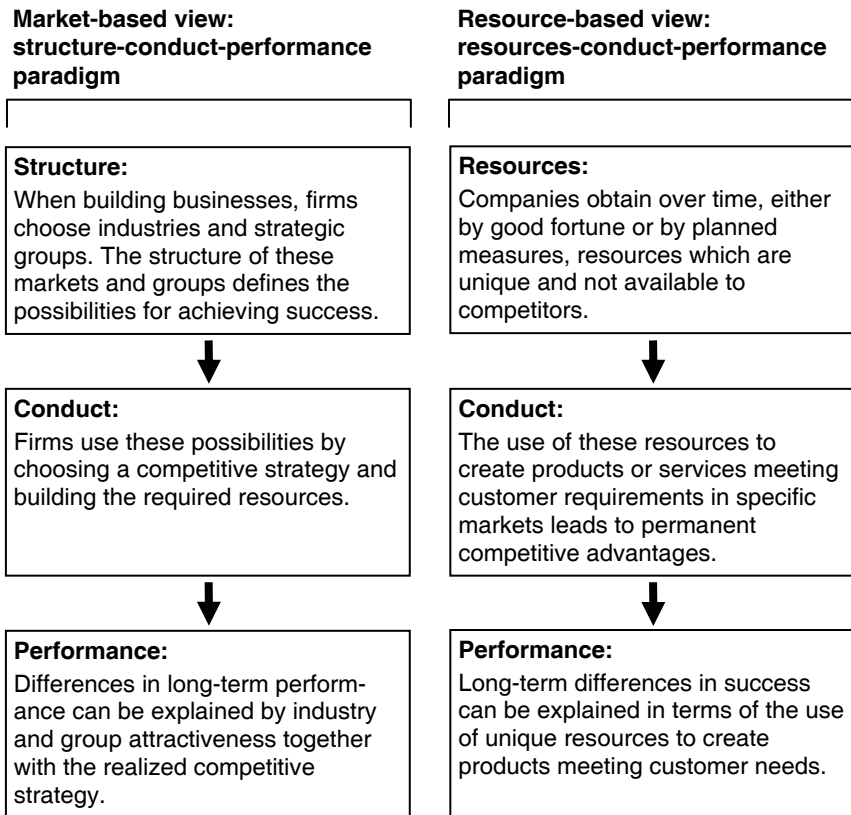 Market-based view:
structure-conduct-performance
paradigm
Structure:
When building businesses, firms
choose industries and strategic
groups. The structure of these
markets and groups defines the
possibilities for achieving success.
Conduct:
Firms use these possibilities by
choosing a competitive strategy and
building the required resources.
Performance:
Differences in long-term perform-
ance can be explained by industry
and group attractiveness together
with the realized competitive
strategy.
Resource-based view:
resources-conduct-performance
paradigm
Resources:
Companies obtain over time, either
by good fortune or by planned
measures, resources which are
unique and not available to
competitors.
Conduct:
The use of these resources to
create products or services meeting
customer requirements in specific
markets leads to permanent
competitive advantages.
Performance:
Long-term differences in success
can be explained in terms of the use
of unique resources to create
products meeting customer needs.